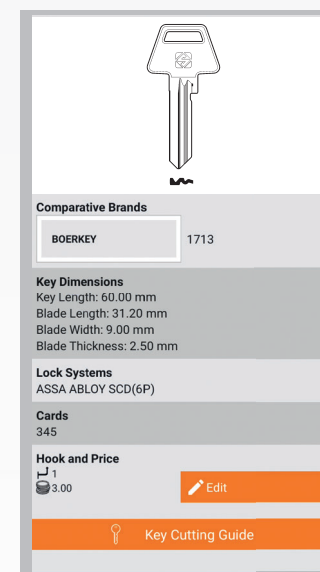 Comparative Brands
BOERKEY 1713
Key Dimensions
Key Length: 60.00 mm
Blade Length: 31.20 mm
Blade Width: 9.00 mm
Blade Thickness: 2.50 mm
Lock Systems
ASSA ABLOY SCD(6P)
Cards
345
Hook and Price
1
3.00
Edit
Key Cutting Guide